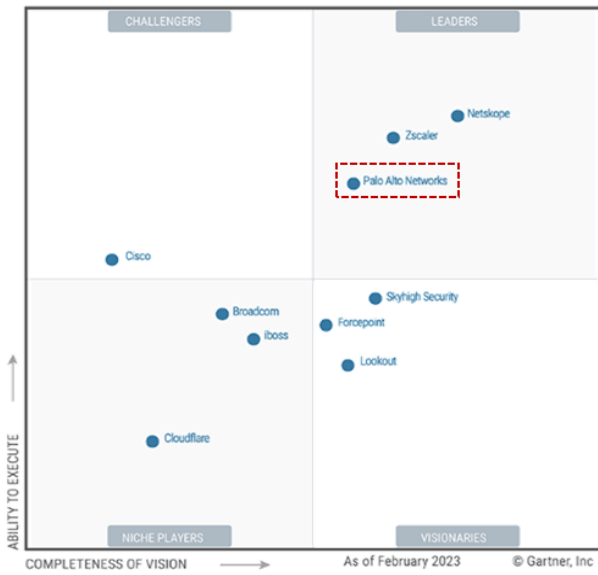 CHALLENGERS
LEADERS
Netskope
Zscaler
Palo Alto Networks
Cisco
Skyhigh Security
Broadcom
Forcepoint
iboss
Lookout
Cloudflare
ABILITY TO EXECUTE
NICHE PLAYERS
VISIONARIES
COMPLETENESS OF VISION
As of February 2023
© Gartner, Inc